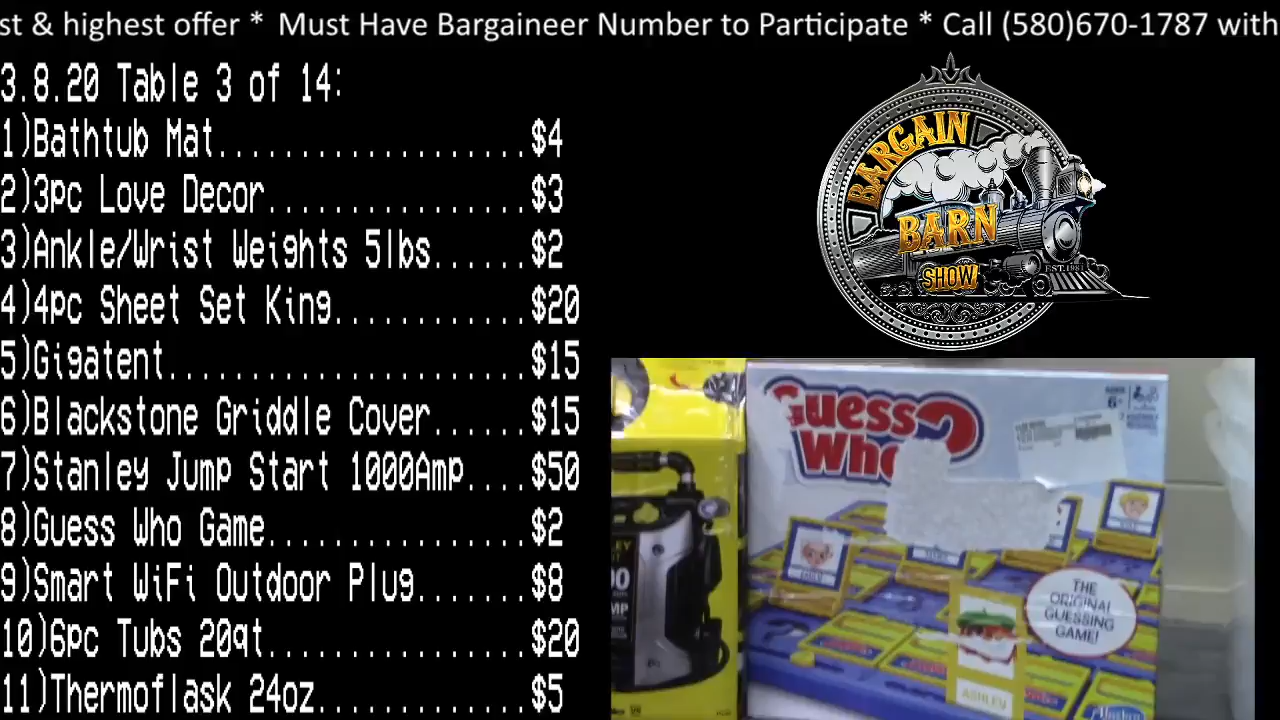 st & highest offer * Must Have Bargaineer Number to Participate * Call (580)670-1787 with
3.8.20 Table 3 of 14:
1)Bathtub Mat...................$4
2)3pc Love Decor................$3
3)Ankle/Wrist Weights 5lbs......$2
4)4pc Sheet Set King............$20
5)Gigatent......................$15
6)Blackstone Griddle Cover......$15
7)Stanley Jump Start 1000Amp....$50
8)Guess Who Game................$2
9)Smart WiFi Outdoor Plug.......$8
10)6pc Tubs 20qt................$20
11)Thermoflask 24oz.............$5
BARGAIN
BARN
SHOW
Guess
Who
?
6+
THE
ORIGINAL
GUESSING
GAME!
ASHLEY